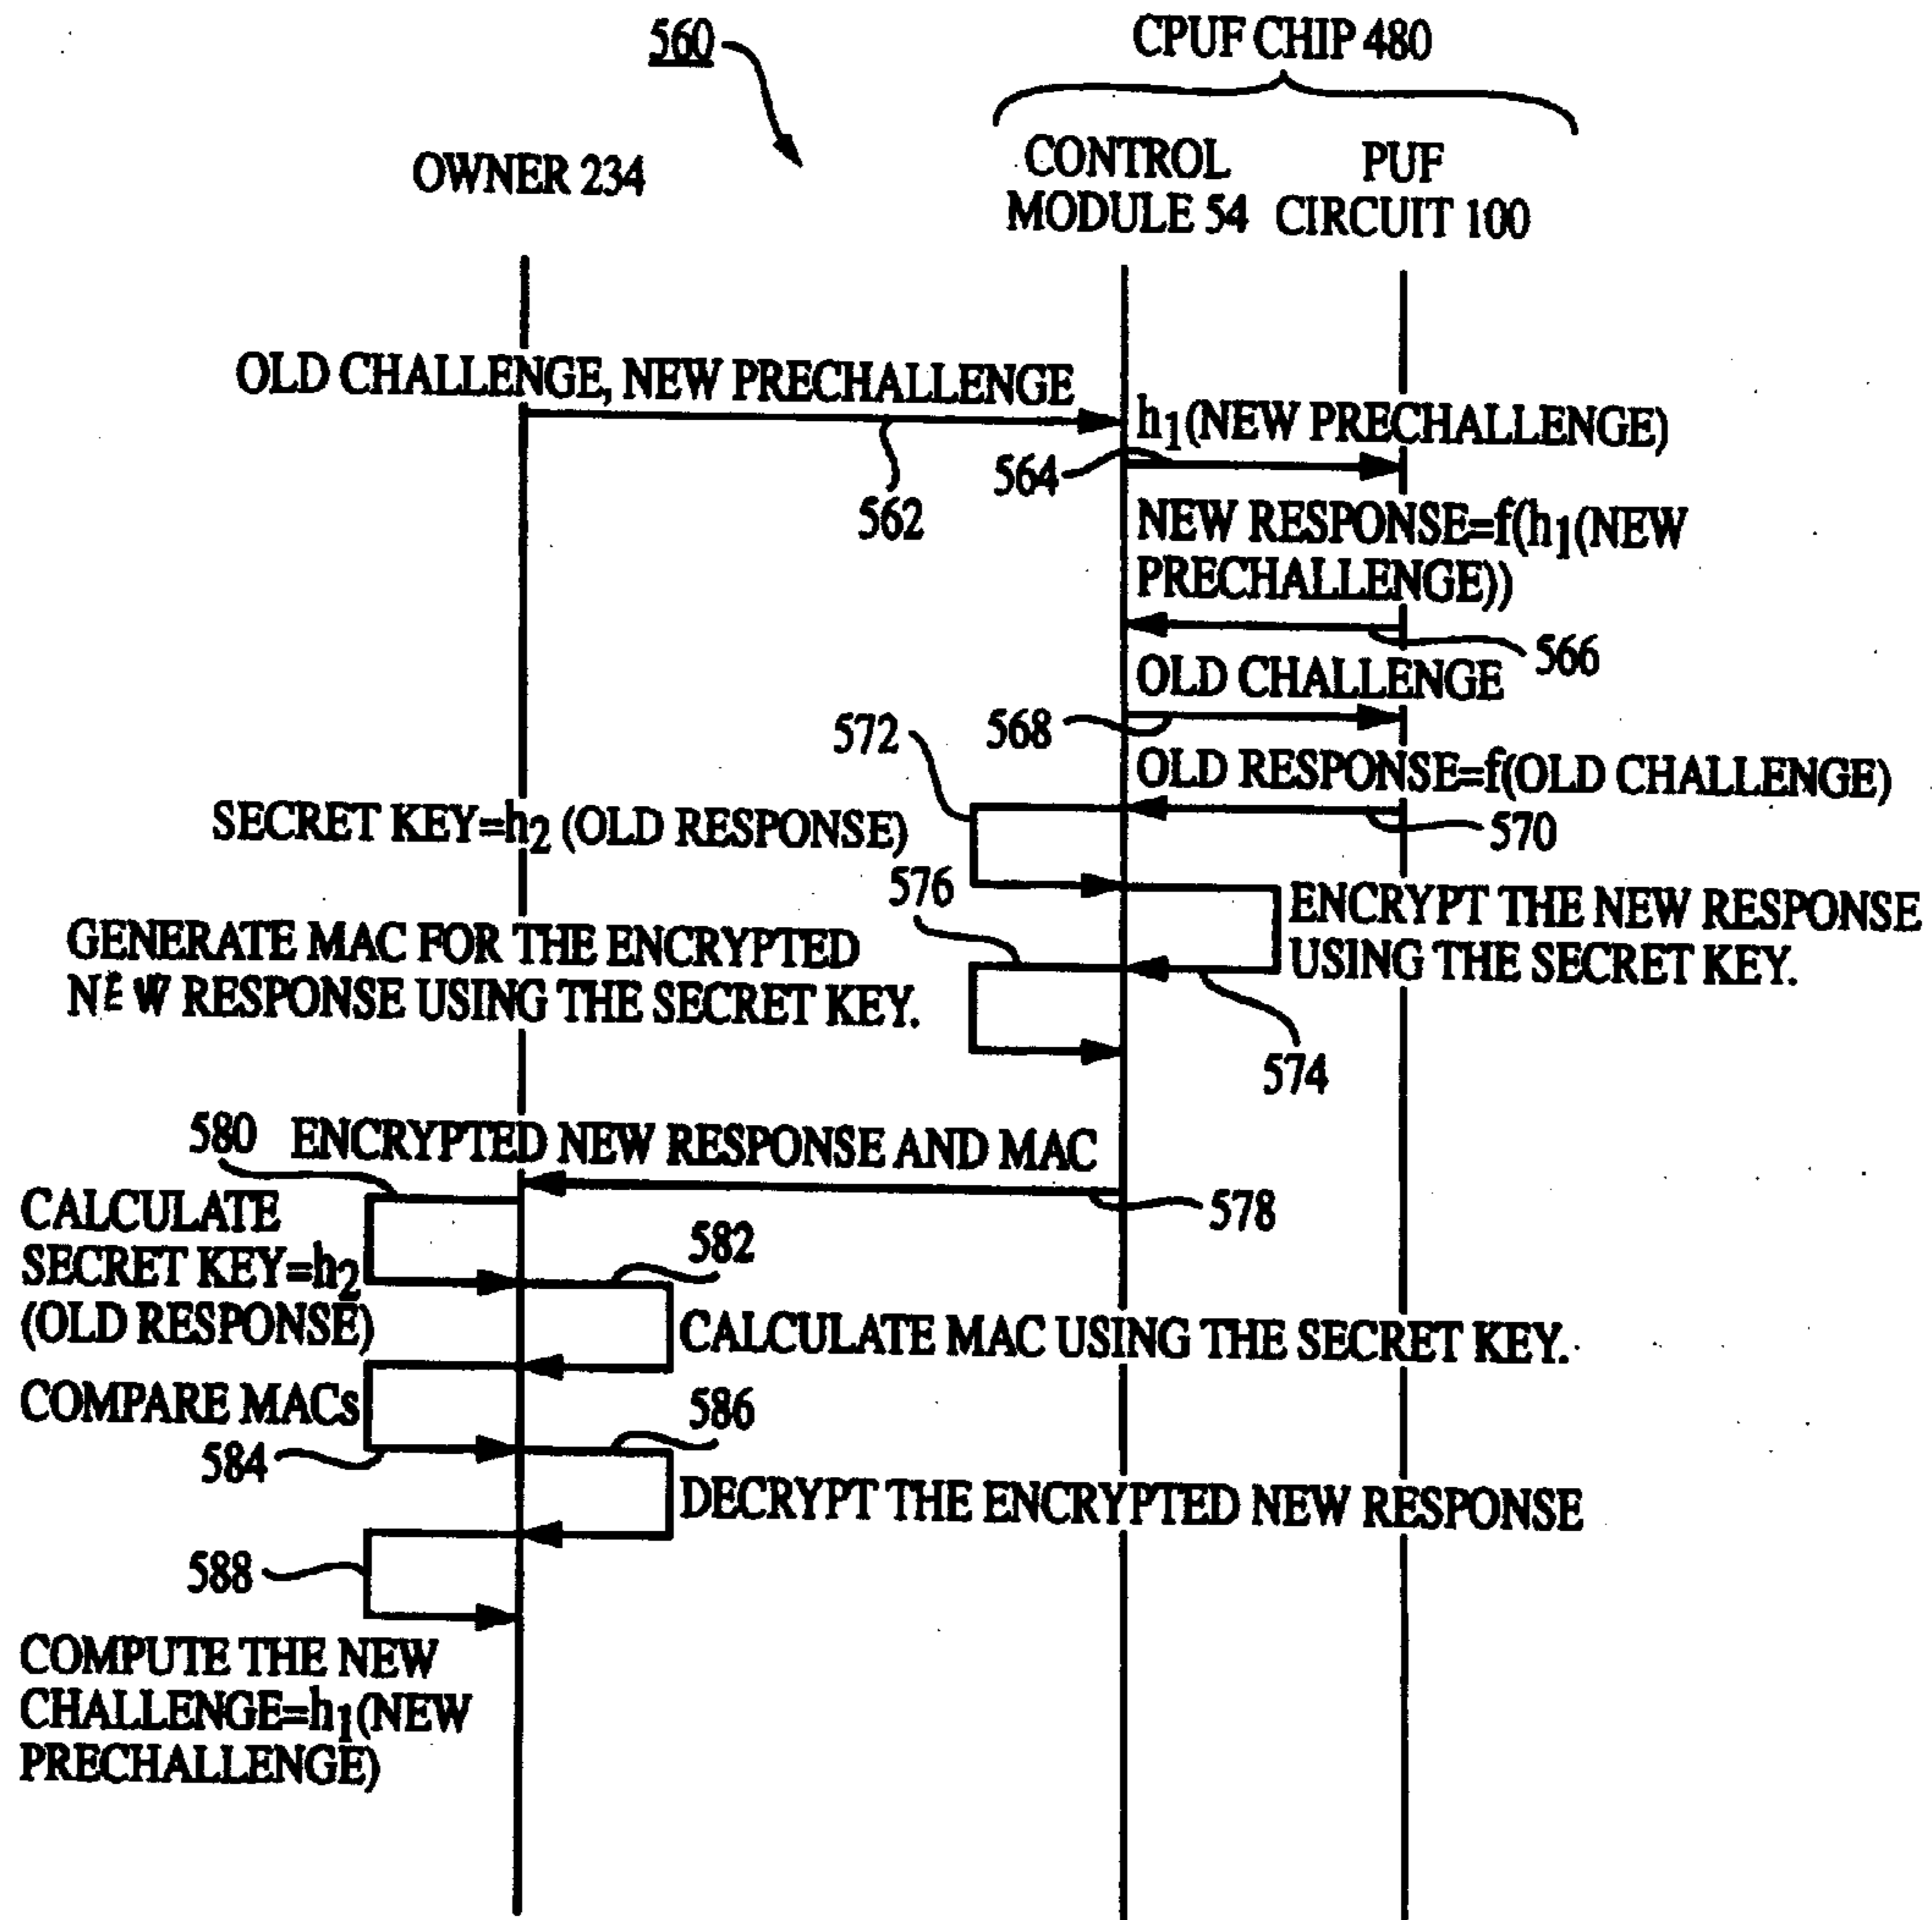 560
CPUF CHIP 480
OWNER 234
CONTROL
MODULE 54
PUF
CIRCUIT 100
OLD CHALLENGE, NEW PRECHALLENGE
562
h1(NEW PRECHALLENGE)
564
NEW RESPONSE=f(h1(NEW
PRECHALLENGE))
566
OLD CHALLENGE
568
572
OLD RESPONSE=f(OLD CHALLENGE)
570
SECRET KEY=h2 (OLD RESPONSE)
576
ENCRYPT THE NEW RESPONSE
USING THE SECRET KEY.
574
GENERATE MAC FOR THE ENCRYPTED
NEW RESPONSE USING THE SECRET KEY.
580
ENCRYPTED NEW RESPONSE AND MAC
578
CALCULATE
SECRET KEY=h2
(OLD RESPONSE)
582
CALCULATE MAC USING THE SECRET KEY.
COMPARE MACs
584
586
DECRYPT THE ENCRYPTED NEW RESPONSE
588
COMPUTE THE NEW
CHALLENGE=h1(NEW
PRECHALLENGE)